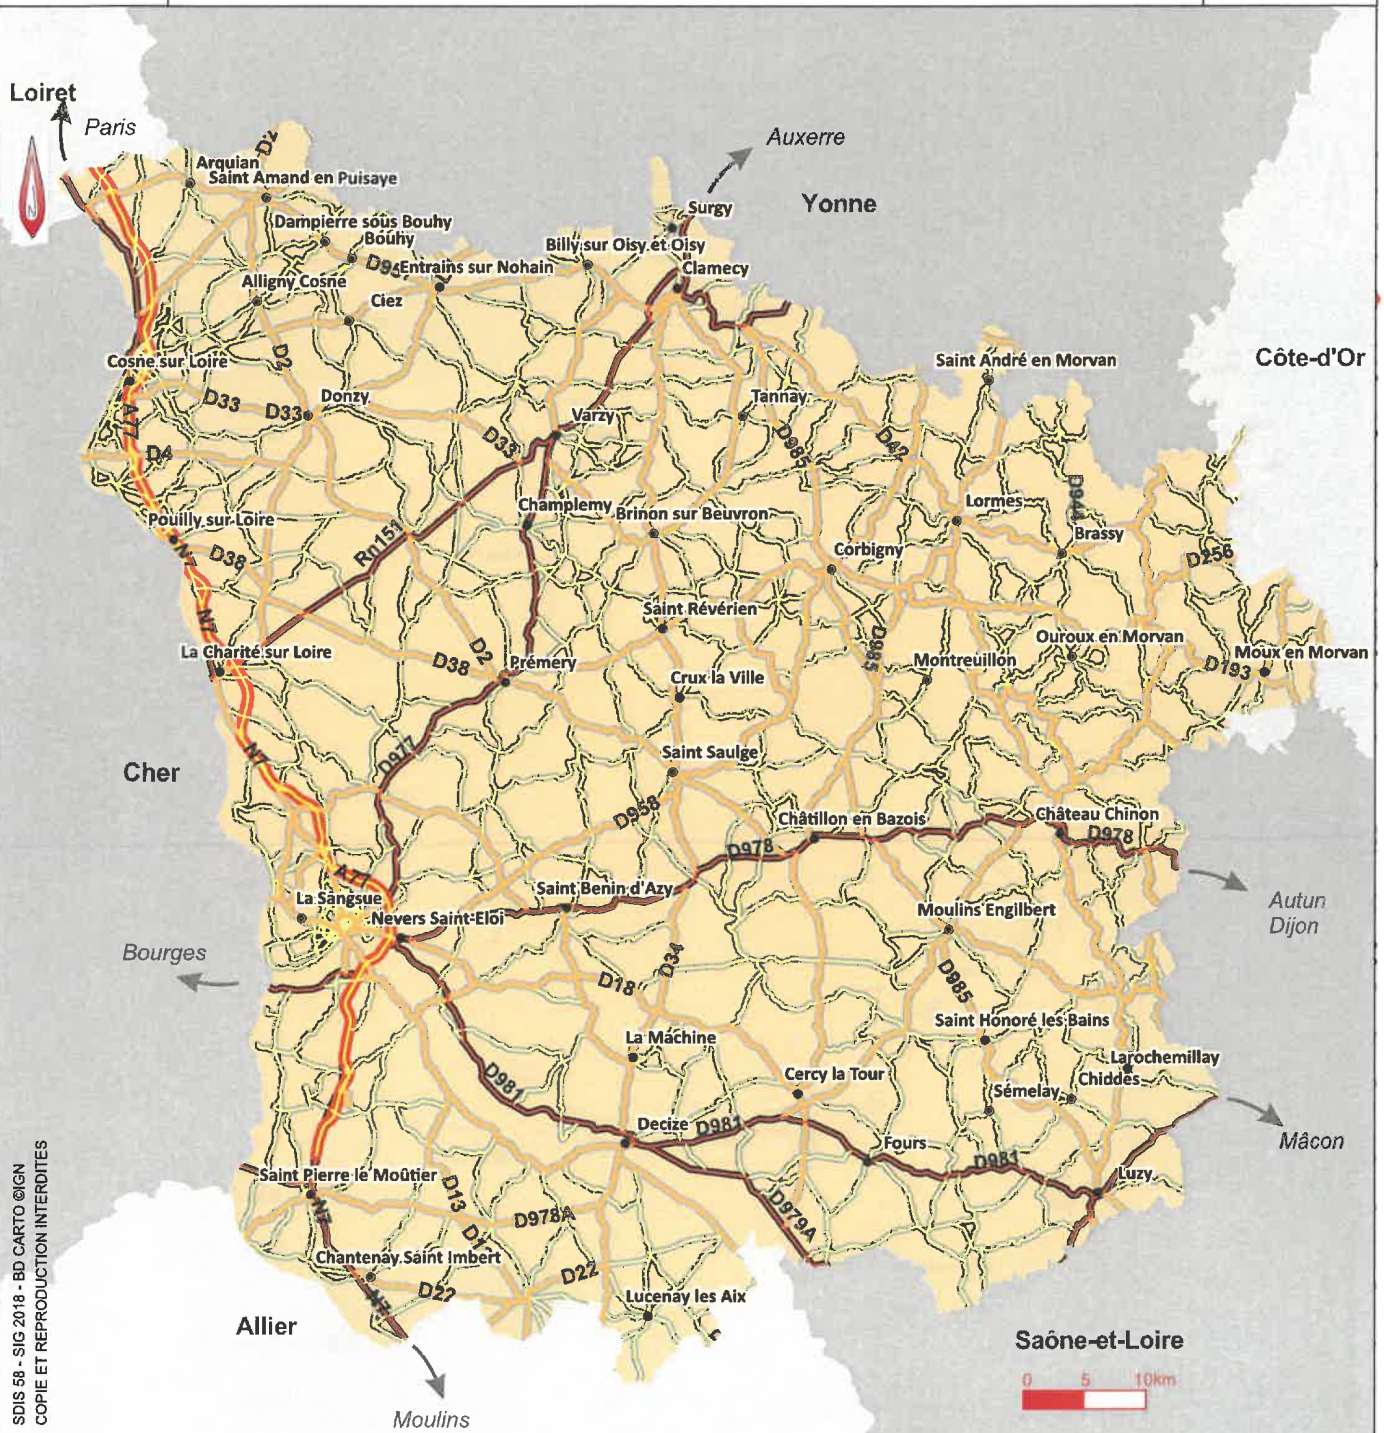 Loiret
Paris
Auxerre
Arquian
D2
Saint Amand en Puisaye
Surgy
Yonne
Dampierre sous Bouhy
Bouhy
Billy sur Oisy et Oisy
Entrains sur Nohain
Clamecy
Alligny Cosne
Ciez
Côte-d'Or
Cosne sur Loire
D2
Saint André en Morvan
D33
D33
Donzy
Tannay
A77
Varzy
D33
D985
D42
D4
Champlemy
Brinon sur Beuvron
Lormes
Pouilly sur Loire
Rn151
Brassy
N7
D38
Corbigny
D256
N7
Saint Révérien
La Charité sur Loire
D2
D38
Prémery
D985
Ouroux en Morvan
Montreuillon
Moux en Morvan
D193
Crux la Ville
N7
D977
Saint Saulge
Cher
D958
Châtillon en Bazois
Château Chinon
D978
D978
A77
Saint Benin d'Azy
La Sangsue
Nevers Saint-Eloi
Moulins Engilbert
Autun
Dijon
Bourges
D18
D34
D985
Saint Honoré les Bains
La Machine
Larochemillay
Cercy la Tour
Chiddes
D981
Sémelay
Decize
D981
Fours
Mâcon
D981
Luzy
Saint Pierre le Moûtier
N7
D13
D978A
D979A
Chantenay Saint Imbert
N7
D22
D22
Lucenay les Aix
Allier
Saône-et-Loire
0 5 10km
Moulins
SDIS 58 - SIG 2018 - BD CARTO ©IGN
COPIE ET REPRODUCTION INTERDITES